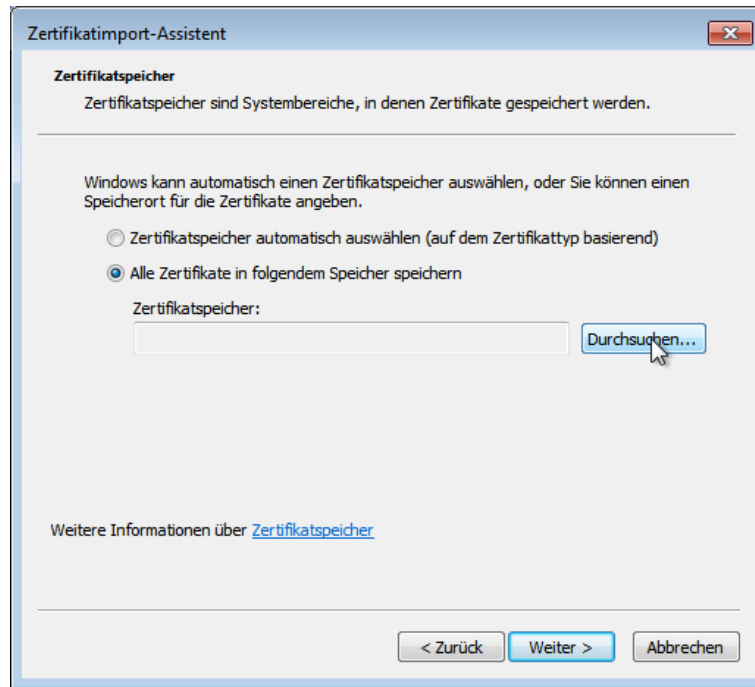 Zertifikatimport-Assistent
Zertifikatspeicher
Zertifikatspeicher sind Systembereiche, in denen Zertifikate gespeichert werden.
Windows kann automatisch einen Zertifikatspeicher auswählen, oder Sie können einen
Speicherort für die Zertifikate angeben.
Zertifikatspeicher automatisch auswählen (auf dem Zertifikattyp basierend)
Alle Zertifikate in folgendem Speicher speichern
Zertifikatspeicher:
Durchsuchen...
Weitere Informationen über Zertifikatspeicher
< Zurück Weiter > Abbrechen